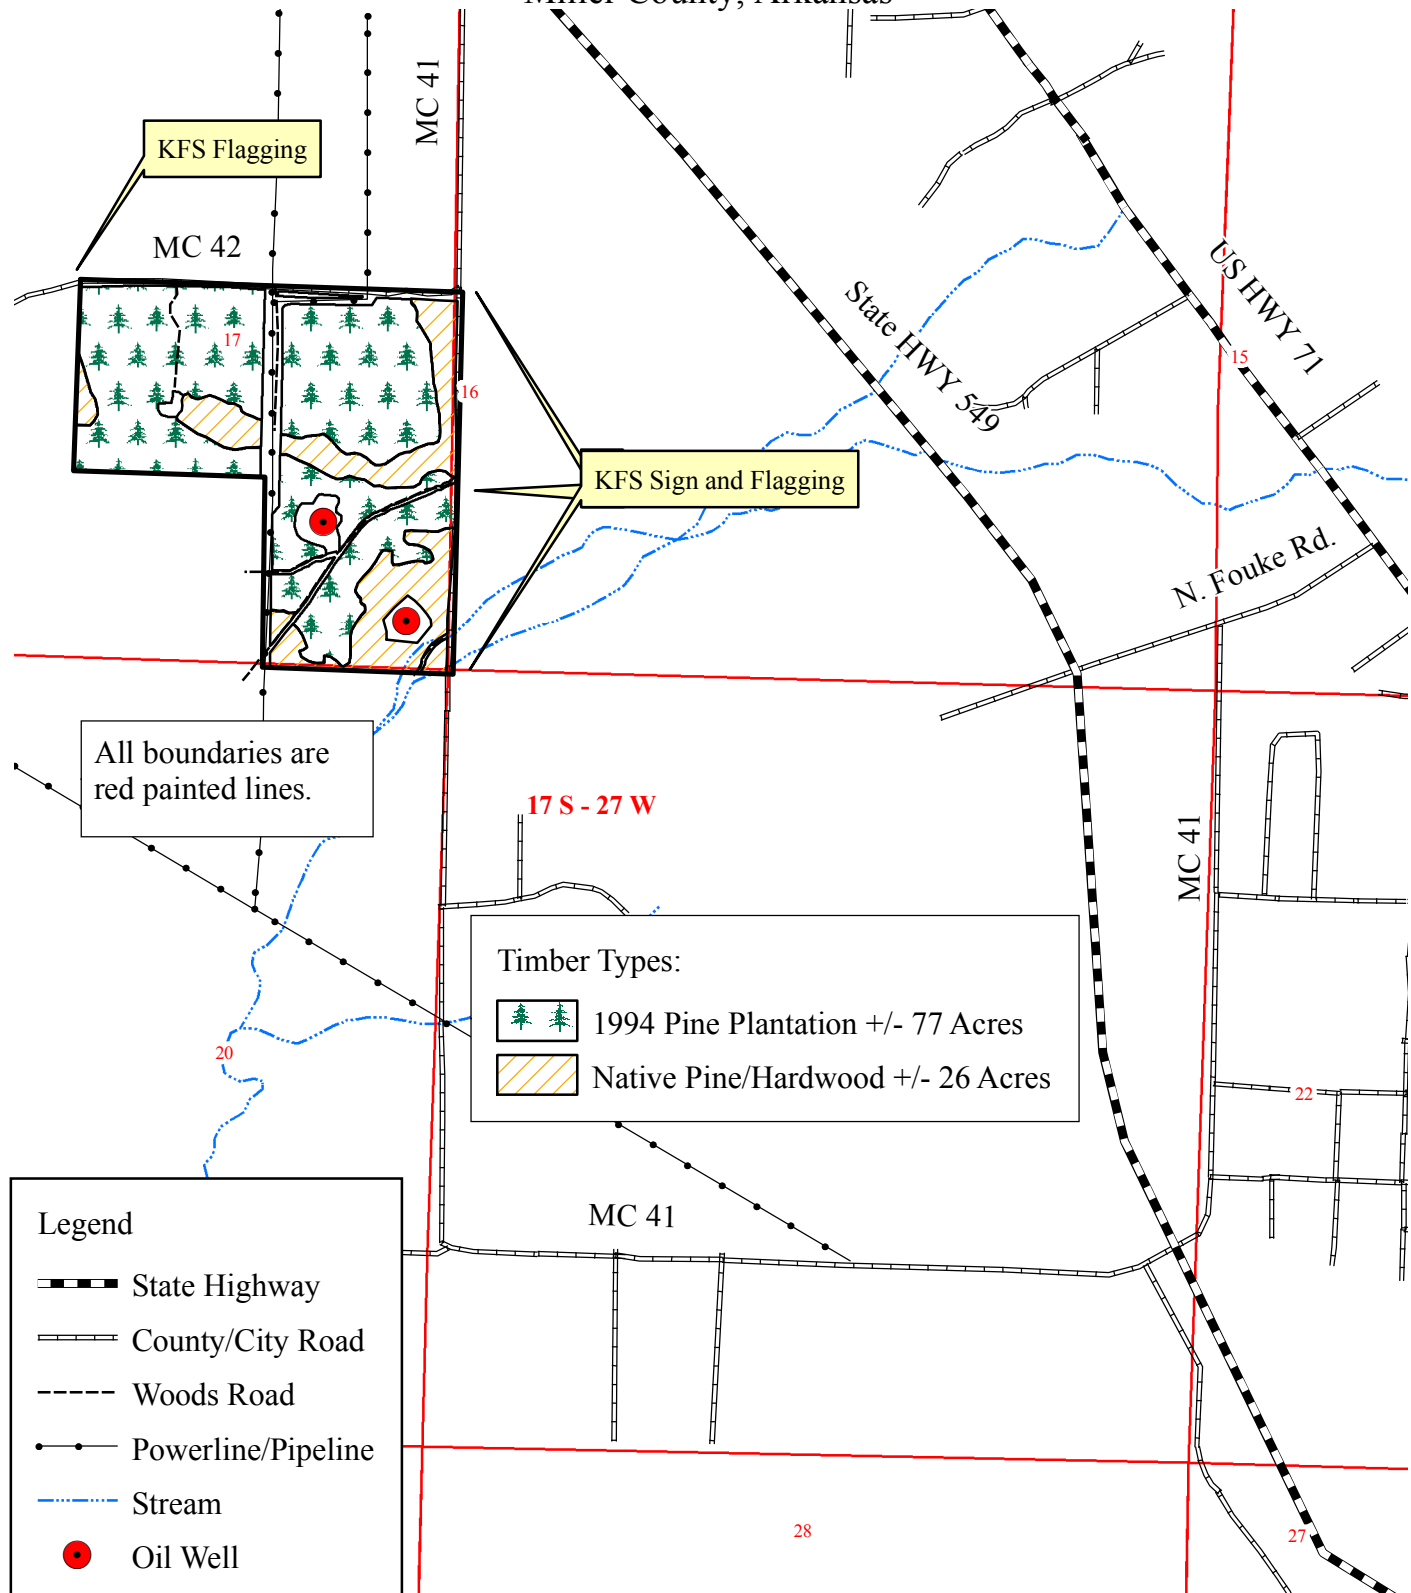 Miller County, Arkansas
MC 41
KFS Flagging
MC 42
US HWY 71
State HWY 549
17
15
16
KFS Sign and Flagging
N. Fouke Rd.
All boundaries are
red painted lines.
17 S - 27 W
MC 41
Timber Types:
1994 Pine Plantation +/- 77 Acres
Native Pine/Hardwood +/- 26 Acres
20
22
MC 41
Legend
State Highway
County/City Road
Woods Road
Powerline/Pipeline
Stream
Oil Well
28
27